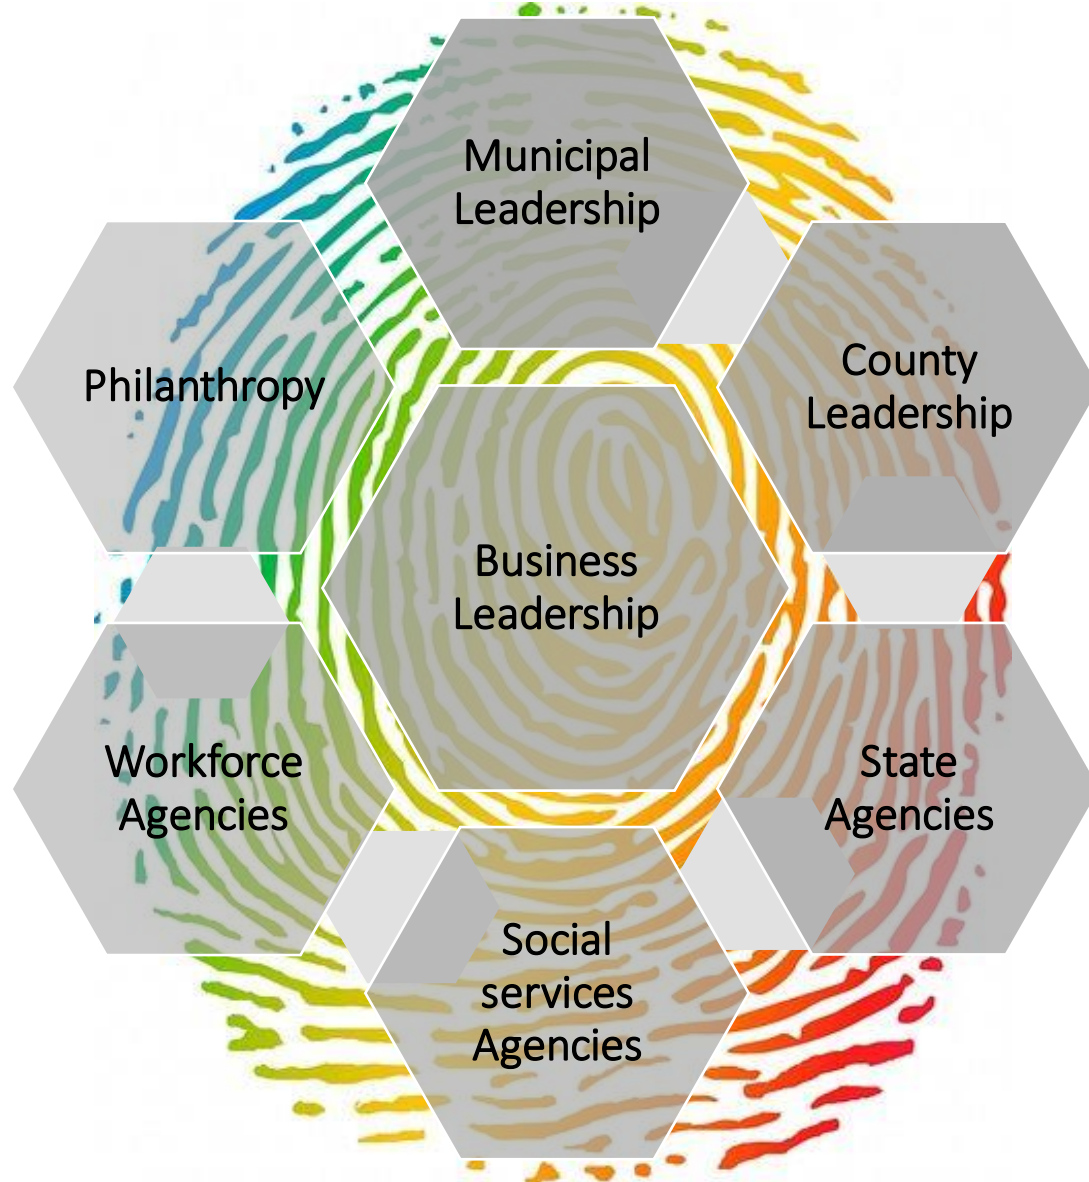 Municipal
Leadership
Philanthropy
County
Leadership
Business
Leadership
Workforce
Agencies
State
Agencies
Social
services
Agencies